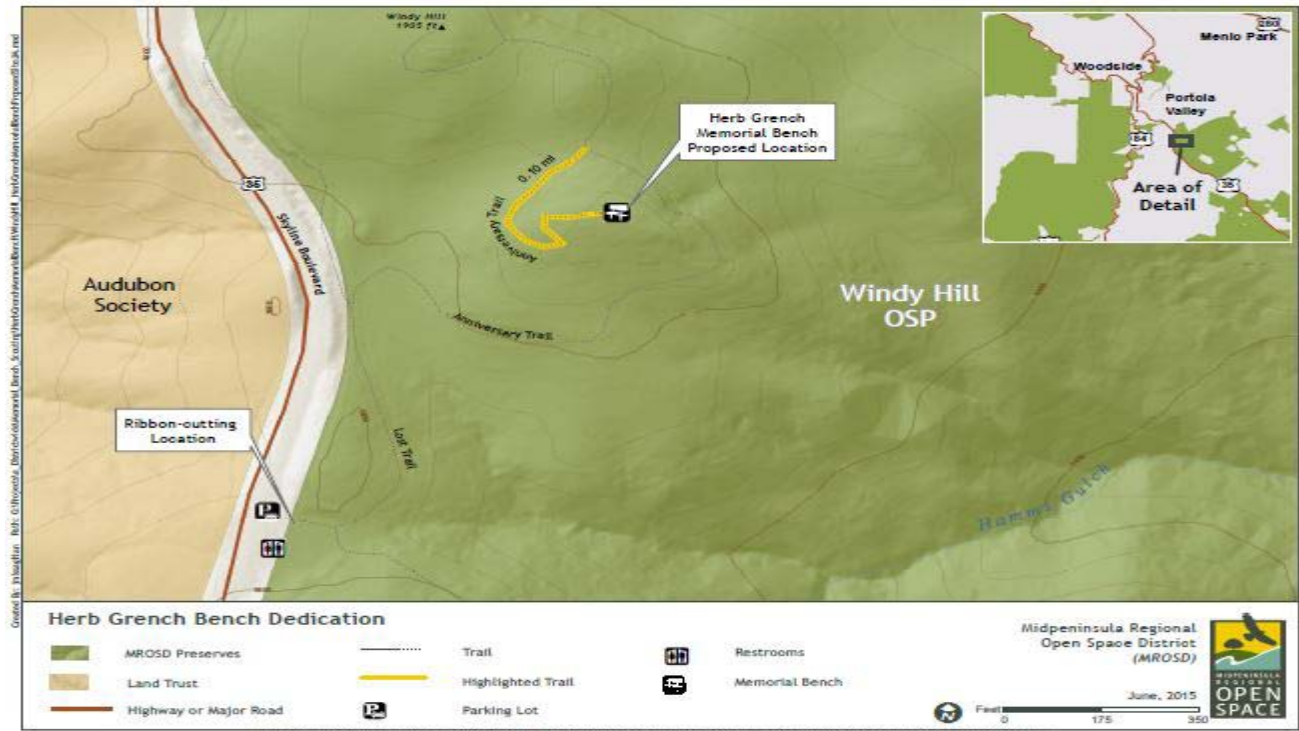 Windy Hill
1905 ft▲
280
Menlo Park
Woodside
Portola
Valley
84
35
Area of
Detail
Herb Grench
Memorial Bench
Proposed Location
0.10 mi
Anniversary Trail
35
Skyline Boulevard
Audubon
Society
Windy Hill
OSP
Anniversary Trail
Ribbon-cutting
Location
Lost Trail
Hamms Gulch
P
Herb Grench Bench Dedication
MROSD Preserves
Land Trust
Highway or Major Road
Trail
Highlighted Trail
Parking Lot
Restrooms
Memorial Bench
Midpeninsula Regional
Open Space District
(MROSD)
June, 2015
N
Feet
0 175 350
MIDPENINSULA
REGIONAL
OPEN
SPACE